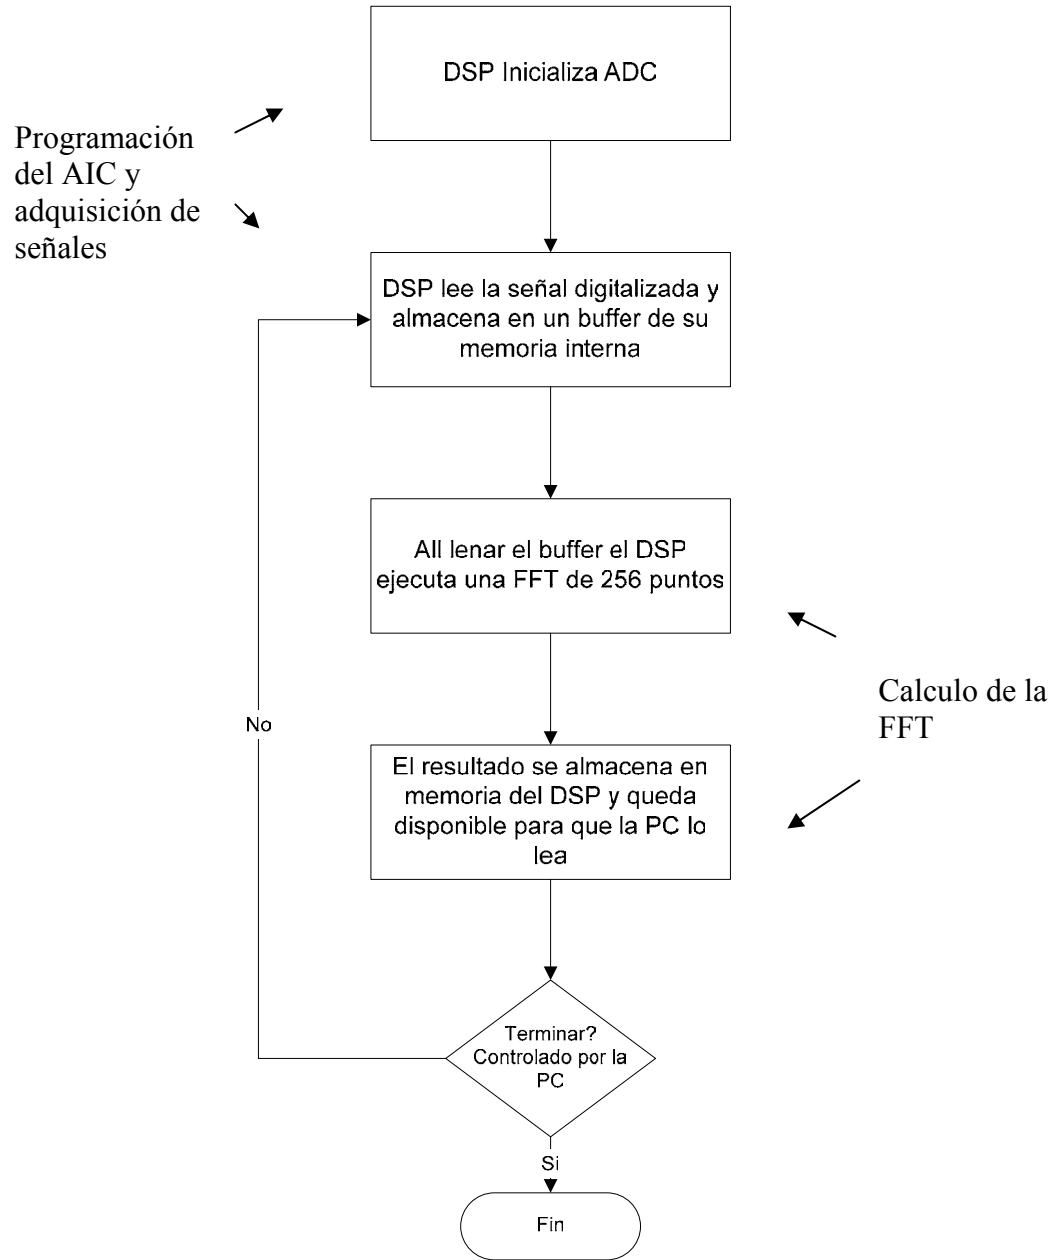 DSP Inicializa ADC
Programación
del AIC y
adquisición de
señales
DSP lee la señal digitalizada y
almacena en un buffer de su
memoria interna
All lenar el buffer el DSP
ejecuta una FFT de 256 puntos
Calculo de la
FFT
No
El resultado se almacena en
memoria del DSP y queda
disponible para que la PC lo
lea
Terminar?
Controlado por la
PC
Si
Fin